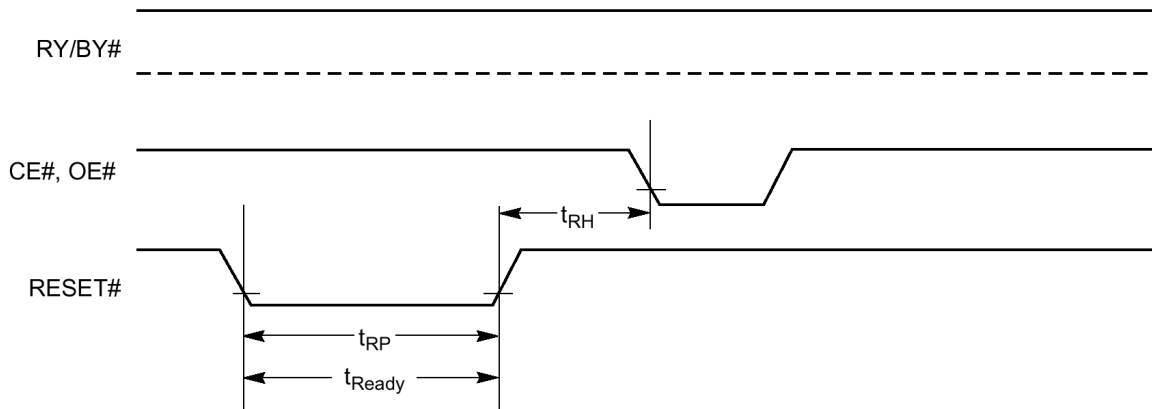 RY/BY#
CE#, OE#
tRH
RESET#
tRP
tReady